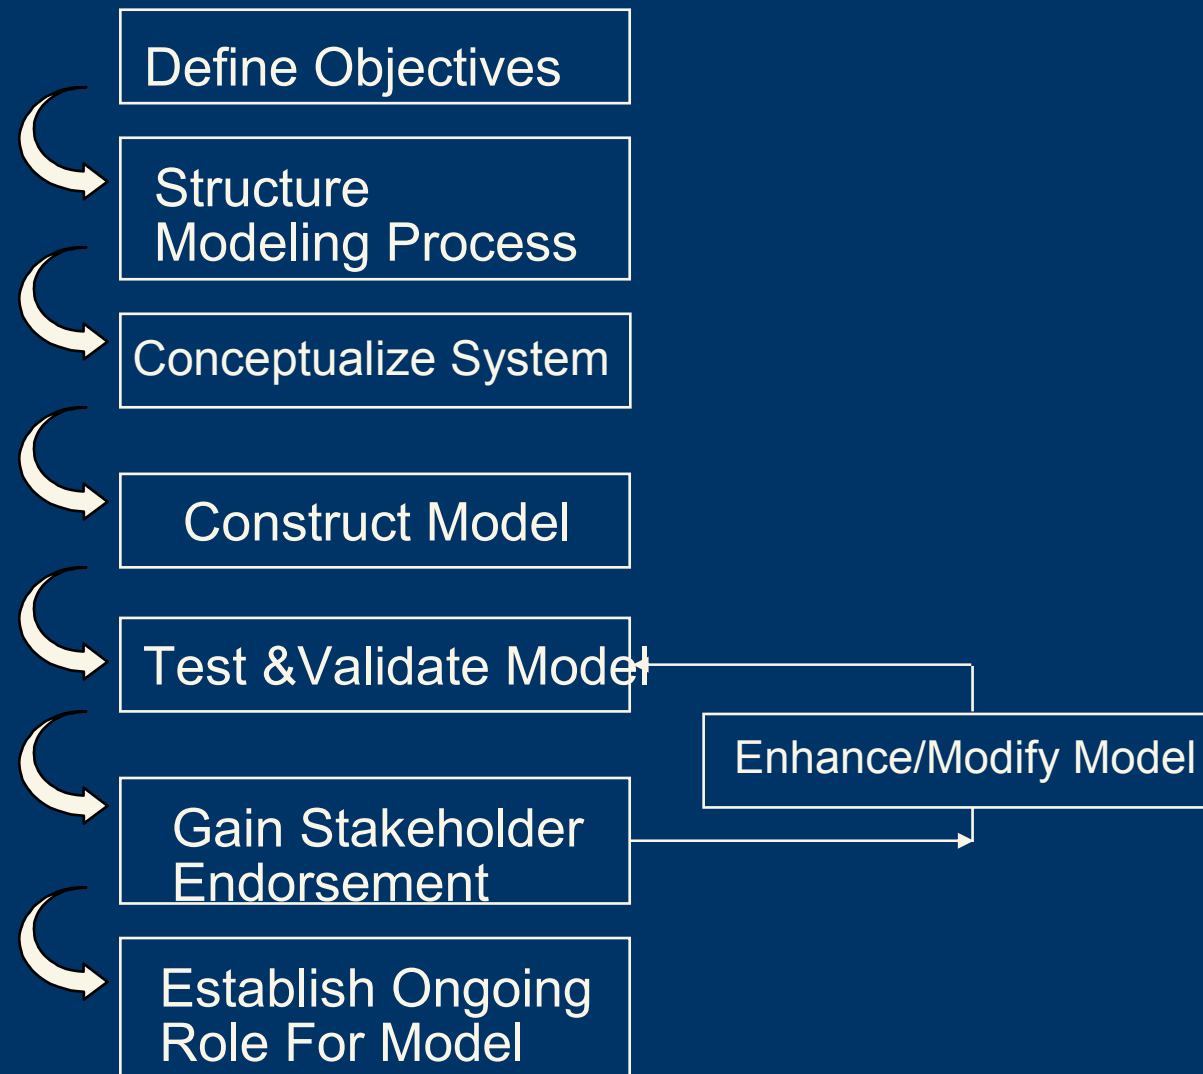 Define Objectives
Structure
Modeling Process
Conceptualize System
Construct Model
Test &Validate Model
Enhance/Modify Model
Gain Stakeholder
Endorsement
Establish Ongoing
Role For Model